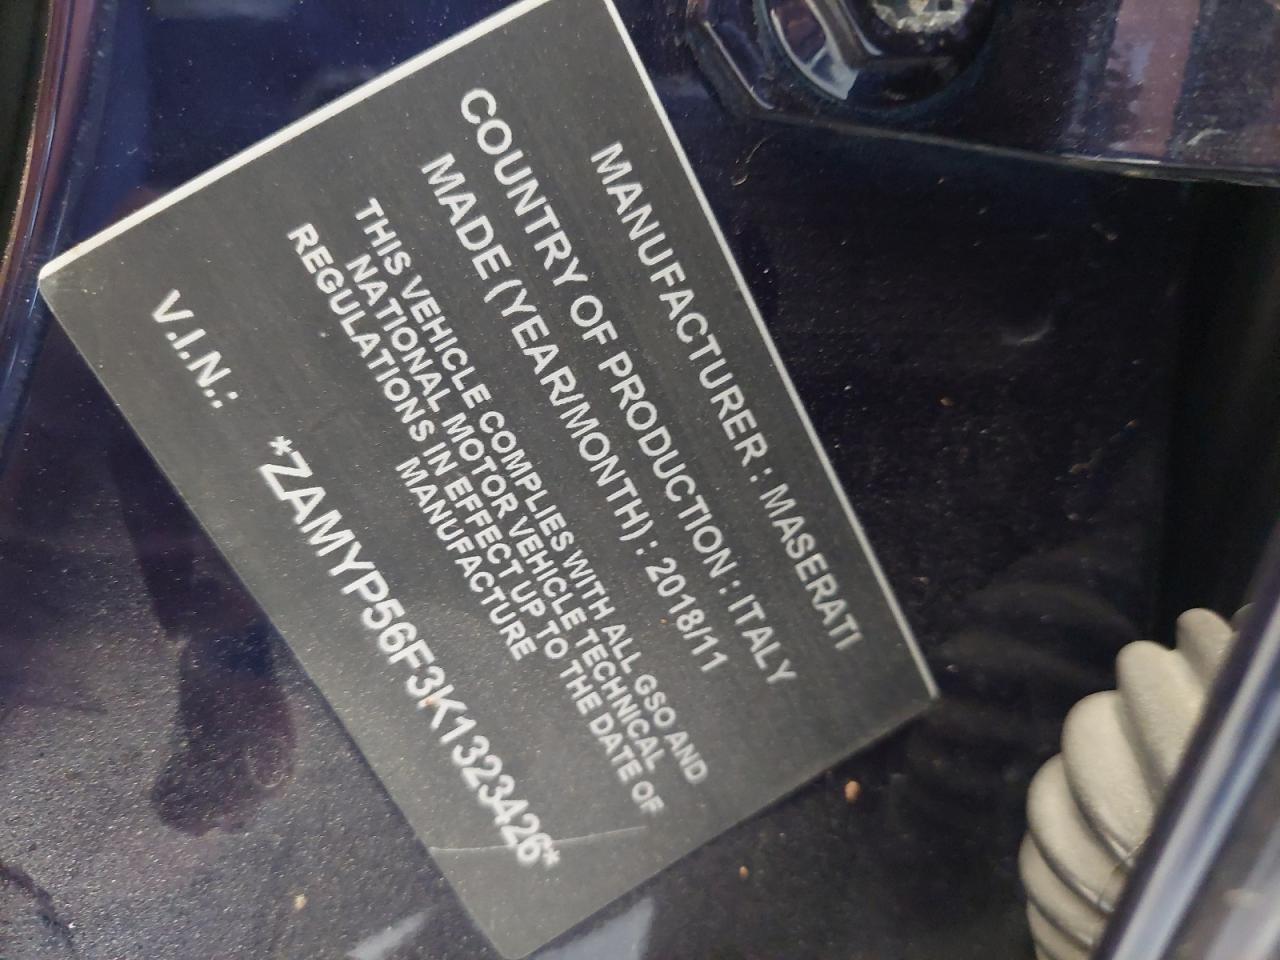 MANUFACTURER : MASERATI
COUNTRY OF PRODUCTION : ITALY
MADE (YEAR/MONTH) : 2018/11
THIS VEHICLE COMPLIES WITH ALL GSO AND
NATIONAL MOTOR VEHICLE TECHNICAL
REGULATIONS IN EFFECT UP TO THE DATE OF
MANUFACTURE
V.I.N.: *ZAMYP56F3K1323426*